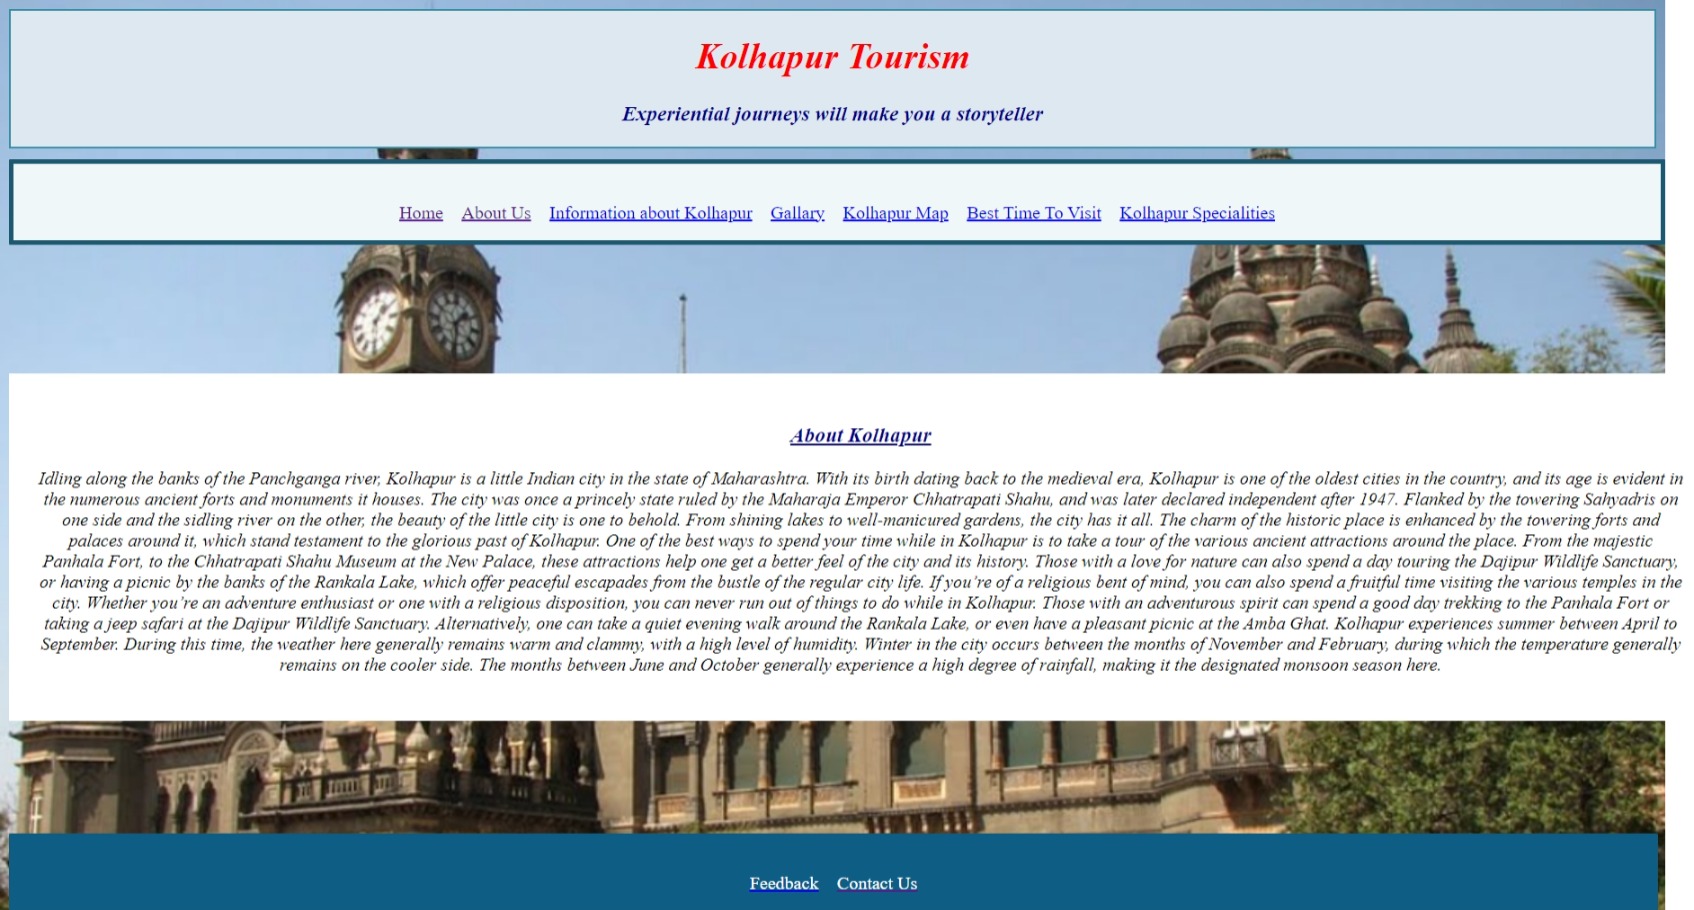 Kolhapur Tourism
Experiential journeys will make you a storyteller
Home About Us Information about Kolhapur Gallary Kolhapur Map Best Time To Visit Kolhapur Specialities
About Kolhapur
Idling along the banks of the Panchganga river, Kolhapur is a little Indian city in the state of Maharashtra. With its birth dating back to the medieval era, Kolhapur is one of the oldest cities in the country, and its age is evident in
the numerous ancient forts and monuments it houses. The city was once a princely state ruled by the Maharaja Emperor Chhatrapati Shahu, and was later declared independent after 1947. Flanked by the towering Sahyadris on
one side and the sidling river on the other, the beauty of the little city is one to behold. From shining lakes to well-manicured gardens, the city has it all. The charm of the historic place is enhanced by the towering forts and
palaces around it, which stand testament to the glorious past of Kolhapur. One of the best ways to spend your time while in Kolhapur is to take a tour of the various ancient attractions around the place. From the majestic
Panhala Fort, to the Chhatrapati Shahu Museum at the New Palace, these attractions help one get a better feel of the city and its history. Those with a love for nature can also spend a day touring the Dajipur Wildlife Sanctuary,
or having a picnic by the banks of the Rankala Lake, which offer peaceful escapades from the bustle of the regular city life. If you're of a religious bent of mind, you can also spend a fruitful time visiting the various temples in the
city. Whether you're an adventure enthusiast or one with a religious disposition, you can never run out of things to do while in Kolhapur. Those with an adventurous spirit can spend a good day trekking to the Panhala Fort or
taking a jeep safari at the Dajipur Wildlife Sanctuary. Alternatively, one can take a quiet evening walk around the Rankala Lake, or even have a pleasant picnic at the Amba Ghat. Kolhapur experiences summer between April to
September. During this time, the weather here generally remains warm and clammy, with a high level of humidity. Winter in the city occurs between the months of November and February, during which the temperature generally
remains on the cooler side. The months between June and October generally experience a high degree of rainfall, making it the designated monsoon season here.
Feedback Contact Us